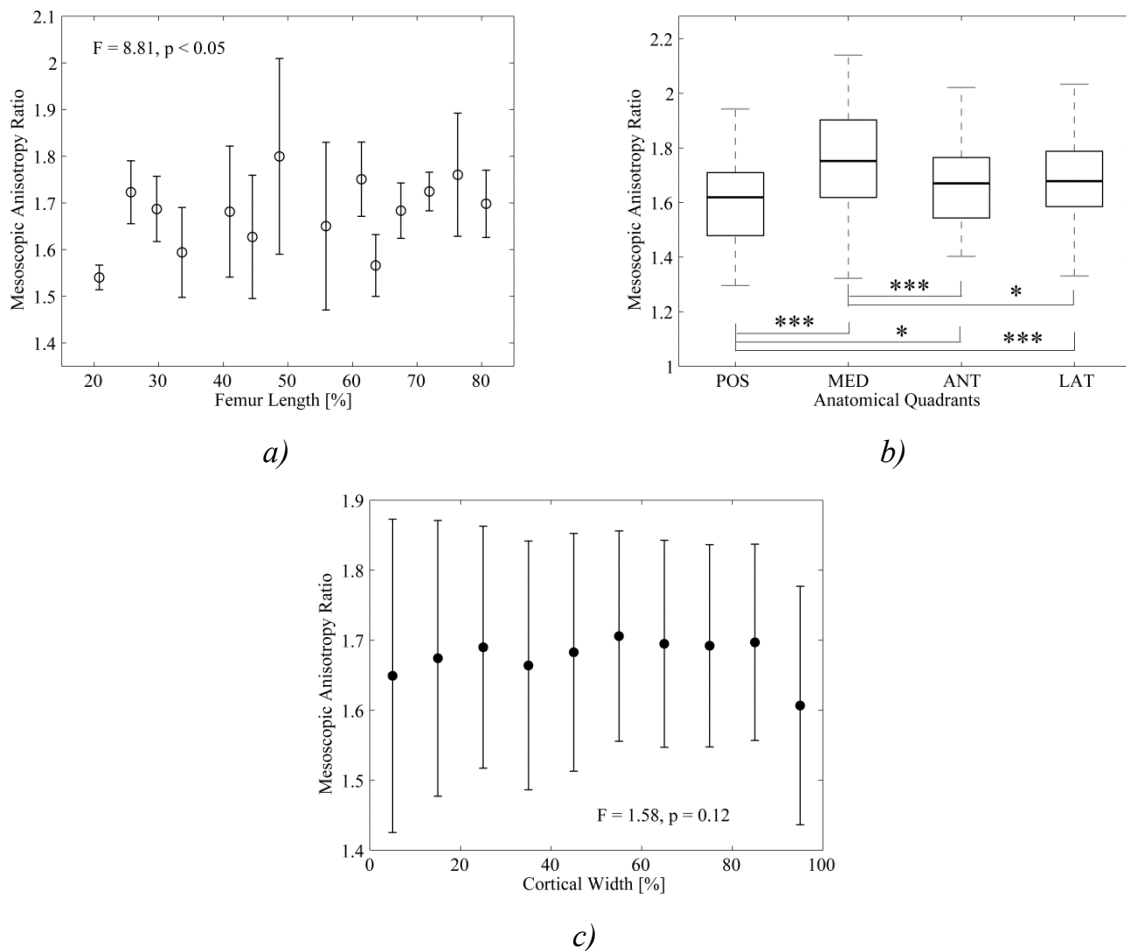 2.1
2
1.9
1.8
1.7
1.6
1.5
1.4
Mesoscopic Anisotropy Ratio
F = 8.81, p < 0.05
20 30 40 50 60 70 80
Femur Length [%]
a)
2.2
2
1.8
1.6
1.4
1.2
1
Mesoscopic Anisotropy Ratio
*** *
*** * ***
POS MED ANT LAT
Anatomical Quadrants
b)
1.9
1.8
1.7
1.6
1.5
1.4
Mesoscopic Anisotropy Ratio
F = 1.58, p = 0.12
0 20 40 60 80 100
Cortical Width [%]
c)